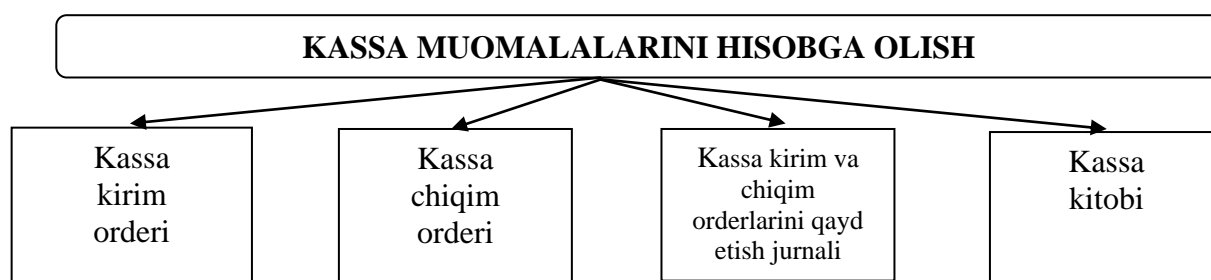 KASSA MUOMALALARINI HISOBGA OLISH
Kassa
kirim
orderi
Kassa
chiqim
orderi
Kassa kirim va
chiqim
orderlarini qayd
etish jurnali
Kassa
kitobi